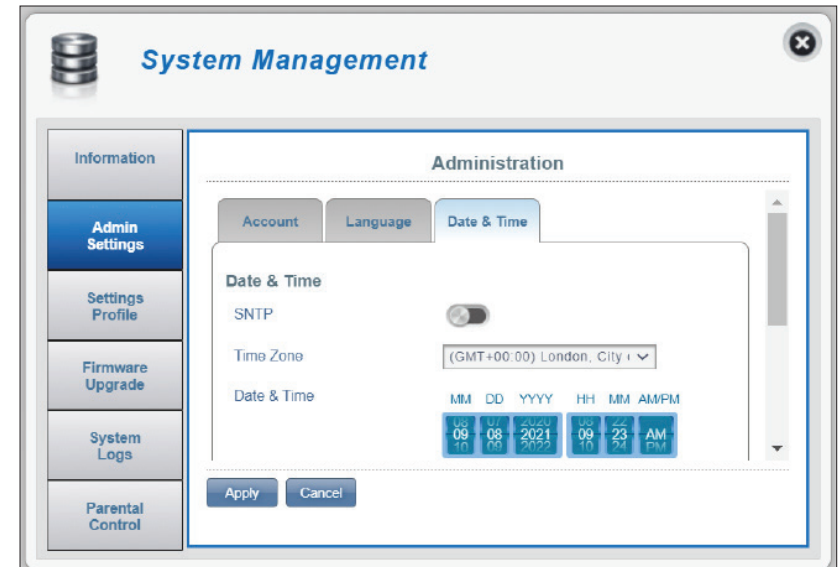 System Management
Information
Admin
Settings
Settings
Profile
Firmware
Upgrade
System
Logs
Parental
Control
Administration
Account Language Date & Time
Date & Time
SNTP
Time Zone (GMT+00:00) London, City
Date & Time MM DD YYYY HH MM AM/PM
08 07 2020 08 22
09 08 2021 09 23 AM
10 09 2022 10 24 PM
Apply Cancel